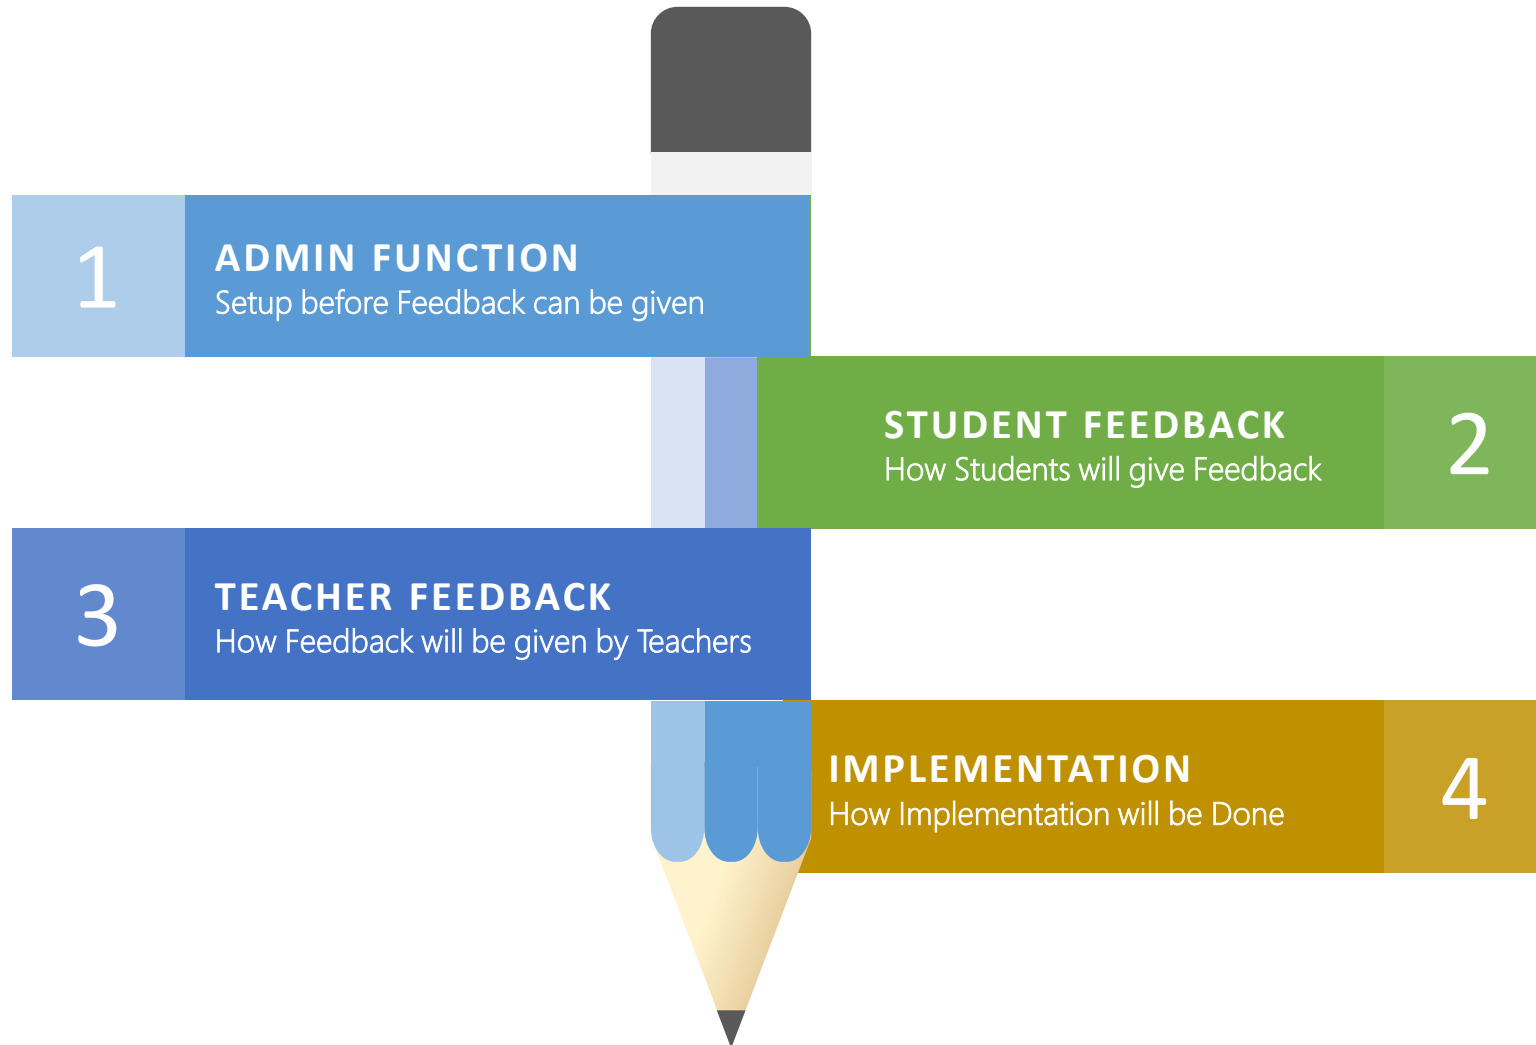 1
ADMIN FUNCTION
Setup before Feedback can be given
STUDENT FEEDBACK
How Students will give Feedback
2
3
TEACHER FEEDBACK
How Feedback will be given by Teachers
IMPLEMENTATION
How Implementation will be Done
4